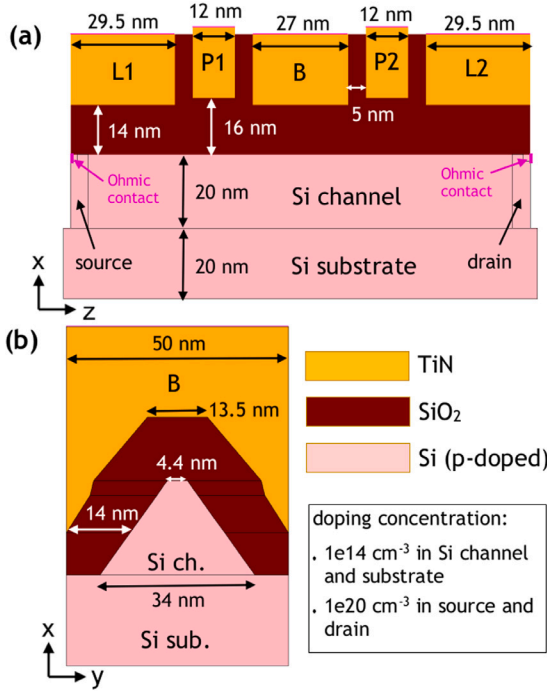 (a)
29.5 nm
12 nm
27 nm
12 nm
29.5 nm
L1
P1
B
P2
L2
14 nm
16 nm
5 nm
Ohmic
contact
Ohmic
contact
20 nm
Si channel
source
20 nm
Si substrate
drain
x
z
(b)
50 nm
B
13.5 nm
4.4 nm
14 nm
Si ch.
34 nm
Si sub.
x
y
TiN
SiO₂
Si (p-doped)
doping concentration:
. 1e14 cm⁻³ in Si channel
and substrate
. 1e20 cm⁻³ in source and
drain